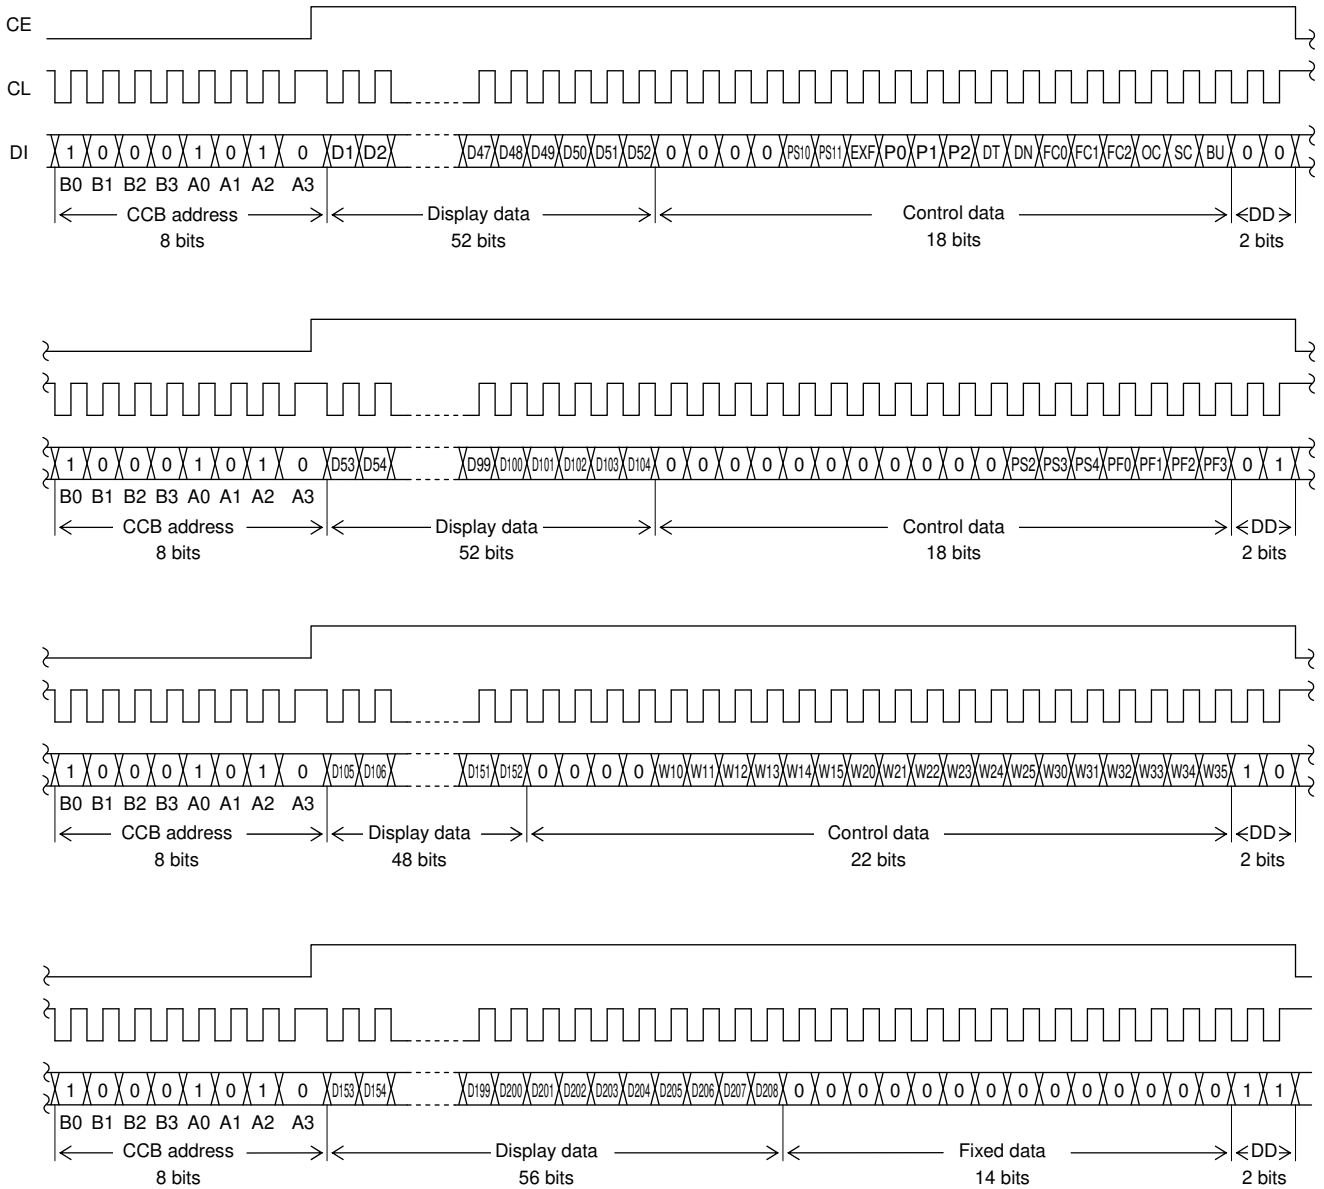 CE
CL
DI 1 0 0 0 1 0 1 0 D1 D2 D47 D48 D49 D50 D51 D52 0 0 0 0 PS10 PS11 EXF P0 P1 P2 DT DN FC0 FC1 FC2 OC SC BU 0 0
B0 B1 B2 B3 A0 A1 A2 A3
CCB address Display data Control data DD
8 bits 52 bits 18 bits 2 bits
1 0 0 0 1 0 1 0 D53 D54 D99 D100 D101 D102 D103 D104 0 0 0 0 0 0 0 0 0 0 0 PS2 PS3 PS4 PF0 PF1 PF2 PF3 0 1
B0 B1 B2 B3 A0 A1 A2 A3
CCB address Display data Control data DD
8 bits 52 bits 18 bits 2 bits
1 0 0 0 1 0 1 0 D105 D106 D151 D152 0 0 0 0 W10 W11 W12 W13 W14 W15 W20 W21 W22 W23 W24 W25 W30 W31 W32 W33 W34 W35 1 0
B0 B1 B2 B3 A0 A1 A2 A3
CCB address Display data Control data DD
8 bits 48 bits 22 bits 2 bits
1 0 0 0 1 0 1 0 D153 D154 D199 D200 D201 D202 D203 D204 D205 D206 D207 D208 0 0 0 0 0 0 0 0 0 0 0 0 0 0 1 1
B0 B1 B2 B3 A0 A1 A2 A3
CCB address Display data Fixed data DD
8 bits 56 bits 14 bits 2 bits